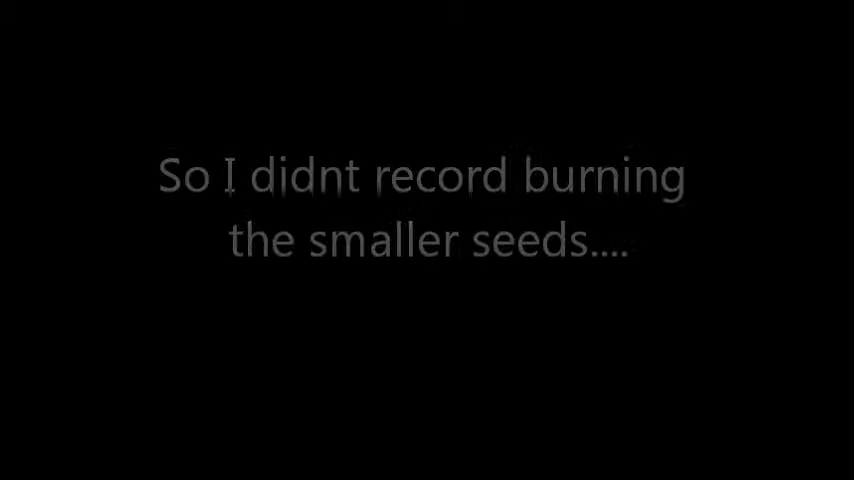 So I didnt record burning
the smaller seeds....